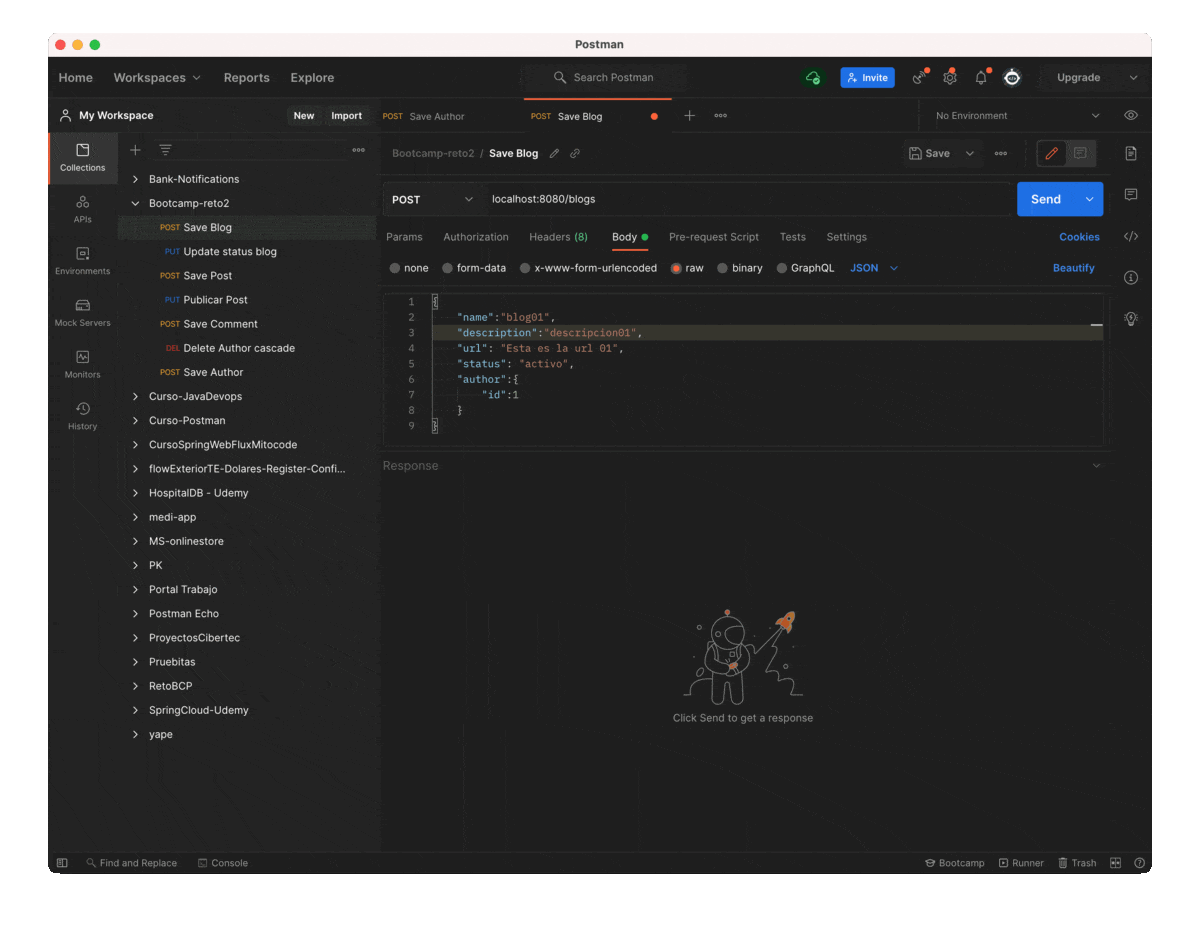 Postman
Home Workspaces Reports Explore Search Postman Invite Upgrade
My Workspace New Import POST Save Author POST Save Blog No Environment
Bootcamp-reto2 / Save Blog Save
Collections
APIs
Environments
Mock Servers
Monitors
History
Bank-Notifications
Bootcamp-reto2
POST Save Blog
PUT Update status blog
POST Save Post
PUT Publicar Post
POST Save Comment
DEL Delete Author cascade
POST Save Author
Curso-JavaDevops
Curso-Postman
CursoSpringWebFluxMitocode
flowExteriorTE-Dolares-Register-Confi...
HospitalDB - Udemy
medi-app
MS-onlinestore
PK
Portal Trabajo
Postman Echo
ProyectosCibertec
Pruebitas
RetoBCP
SpringCloud-Udemy
yape
POST localhost:8080/blogs Send
Params Authorization Headers (8) Body Pre-request Script Tests Settings Cookies
none form-data x-www-form-urlencoded raw binary GraphQL JSON Beautify
1 {
2 "name":"blog01",
3 "description":"descripcion01",
4 "url": "Esta es la url 01",
5 "status": "activo",
6 "author":{
7 "id":1
8 }
9 }
Response
Click Send to get a response
Find and Replace Console Bootcamp Runner Trash